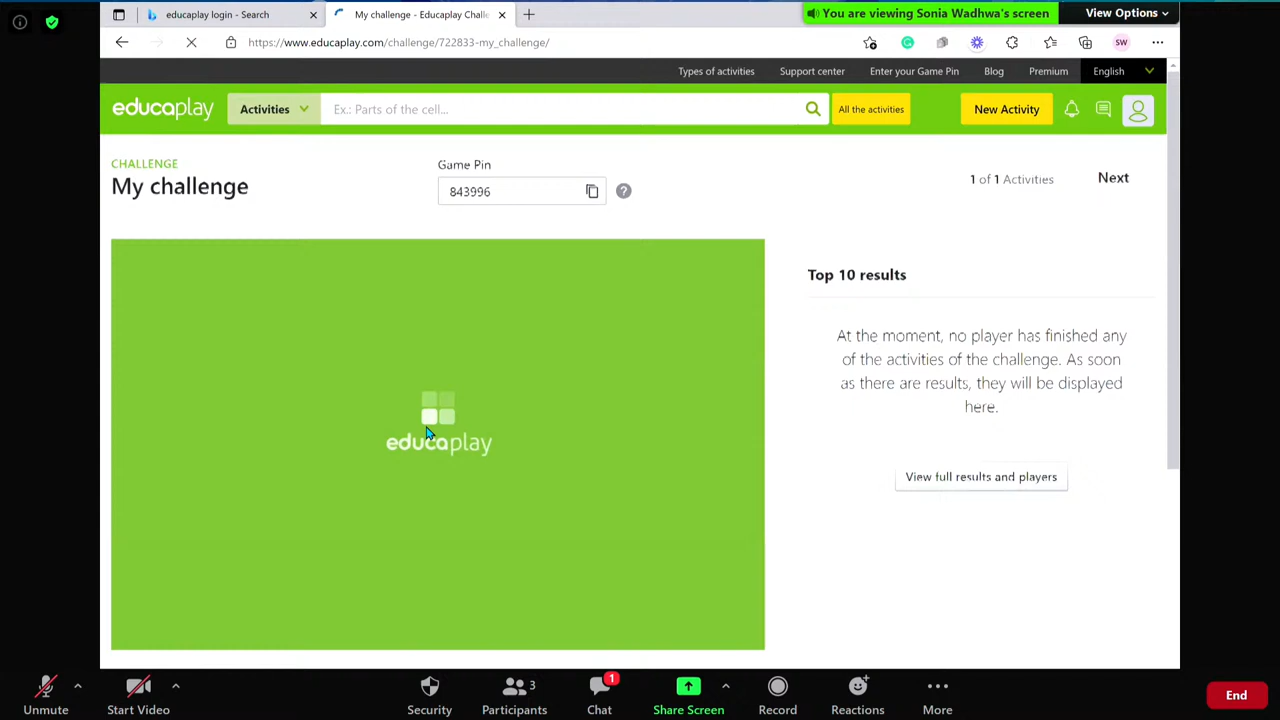 You are viewing Sonia Wadhwa's screen
View Options
educaplay login - Search
My challenge - Educaplay Challe
https://www.educaplay.com/challenge/722833-my_challenge/
SW
Types of activities
Support center
Enter your Game Pin
Blog
Premium
English
educaplay
Activities
Ex.: Parts of the cell...
All the activities
New Activity
CHALLENGE
My challenge
Game Pin
843996
?
1 of 1 Activities
Next
educaplay
Top 10 results
At the moment, no player has finished any
of the activities of the challenge. As soon
as there are results, they will be displayed
here.
View full results and players
Unmute
Start Video
Security
Participants
3
Chat
1
Share Screen
Record
Reactions
More
End